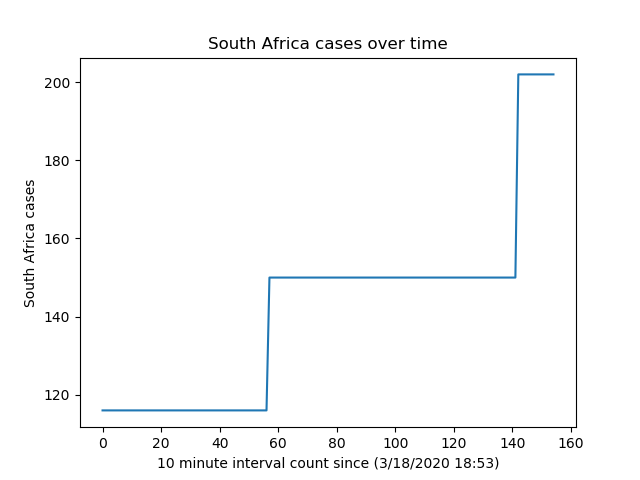 South Africa cases over time
200
180
160
140
120
South Africa cases
0 20 40 60 80 100 120 140 160
10 minute interval count since (3/18/2020 18:53)